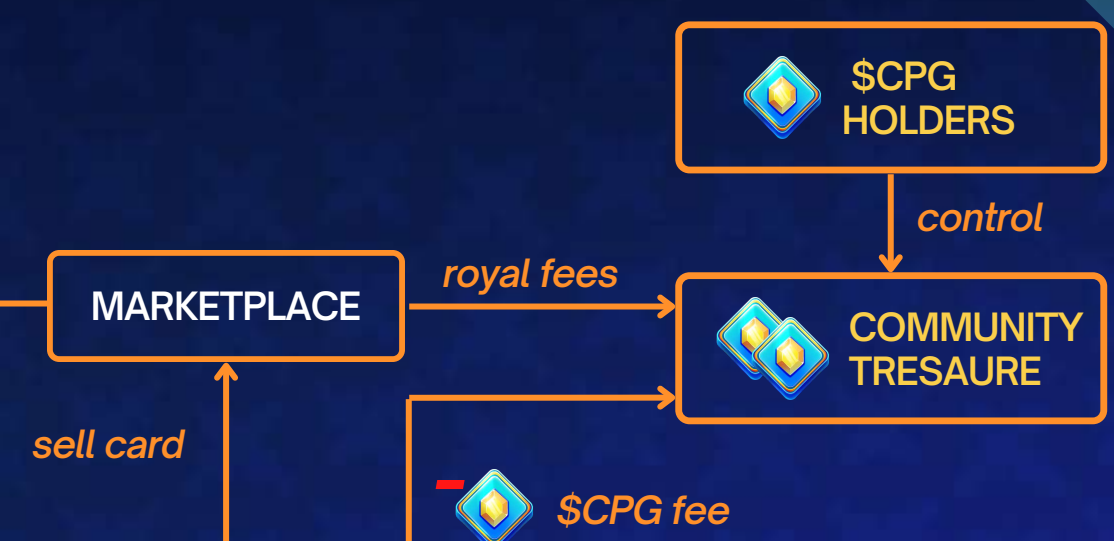 $CPG
HOLDERS
control
royal fees
MARKETPLACE
COMMUNITY
TRESAURE
sell card
$CPG fee